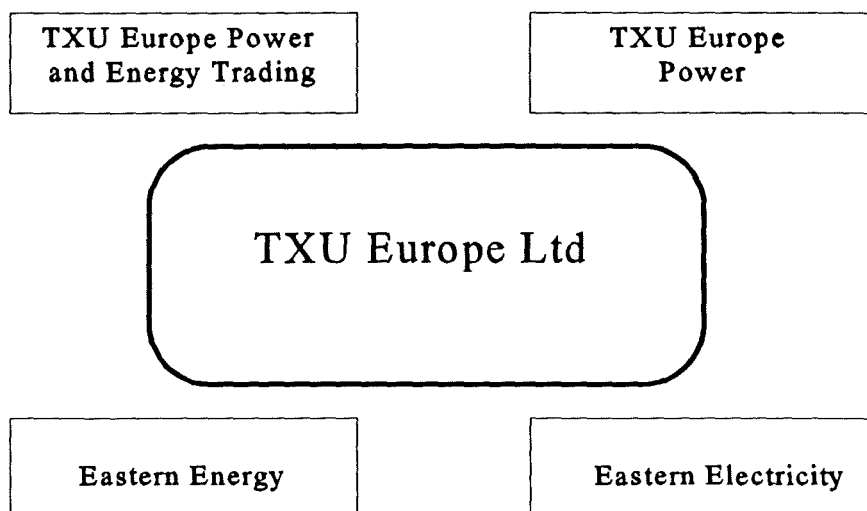 TXU Europe Power
and Energy Trading
TXU Europe
Power
TXU Europe Ltd
Eastern Energy
Eastern Electricity